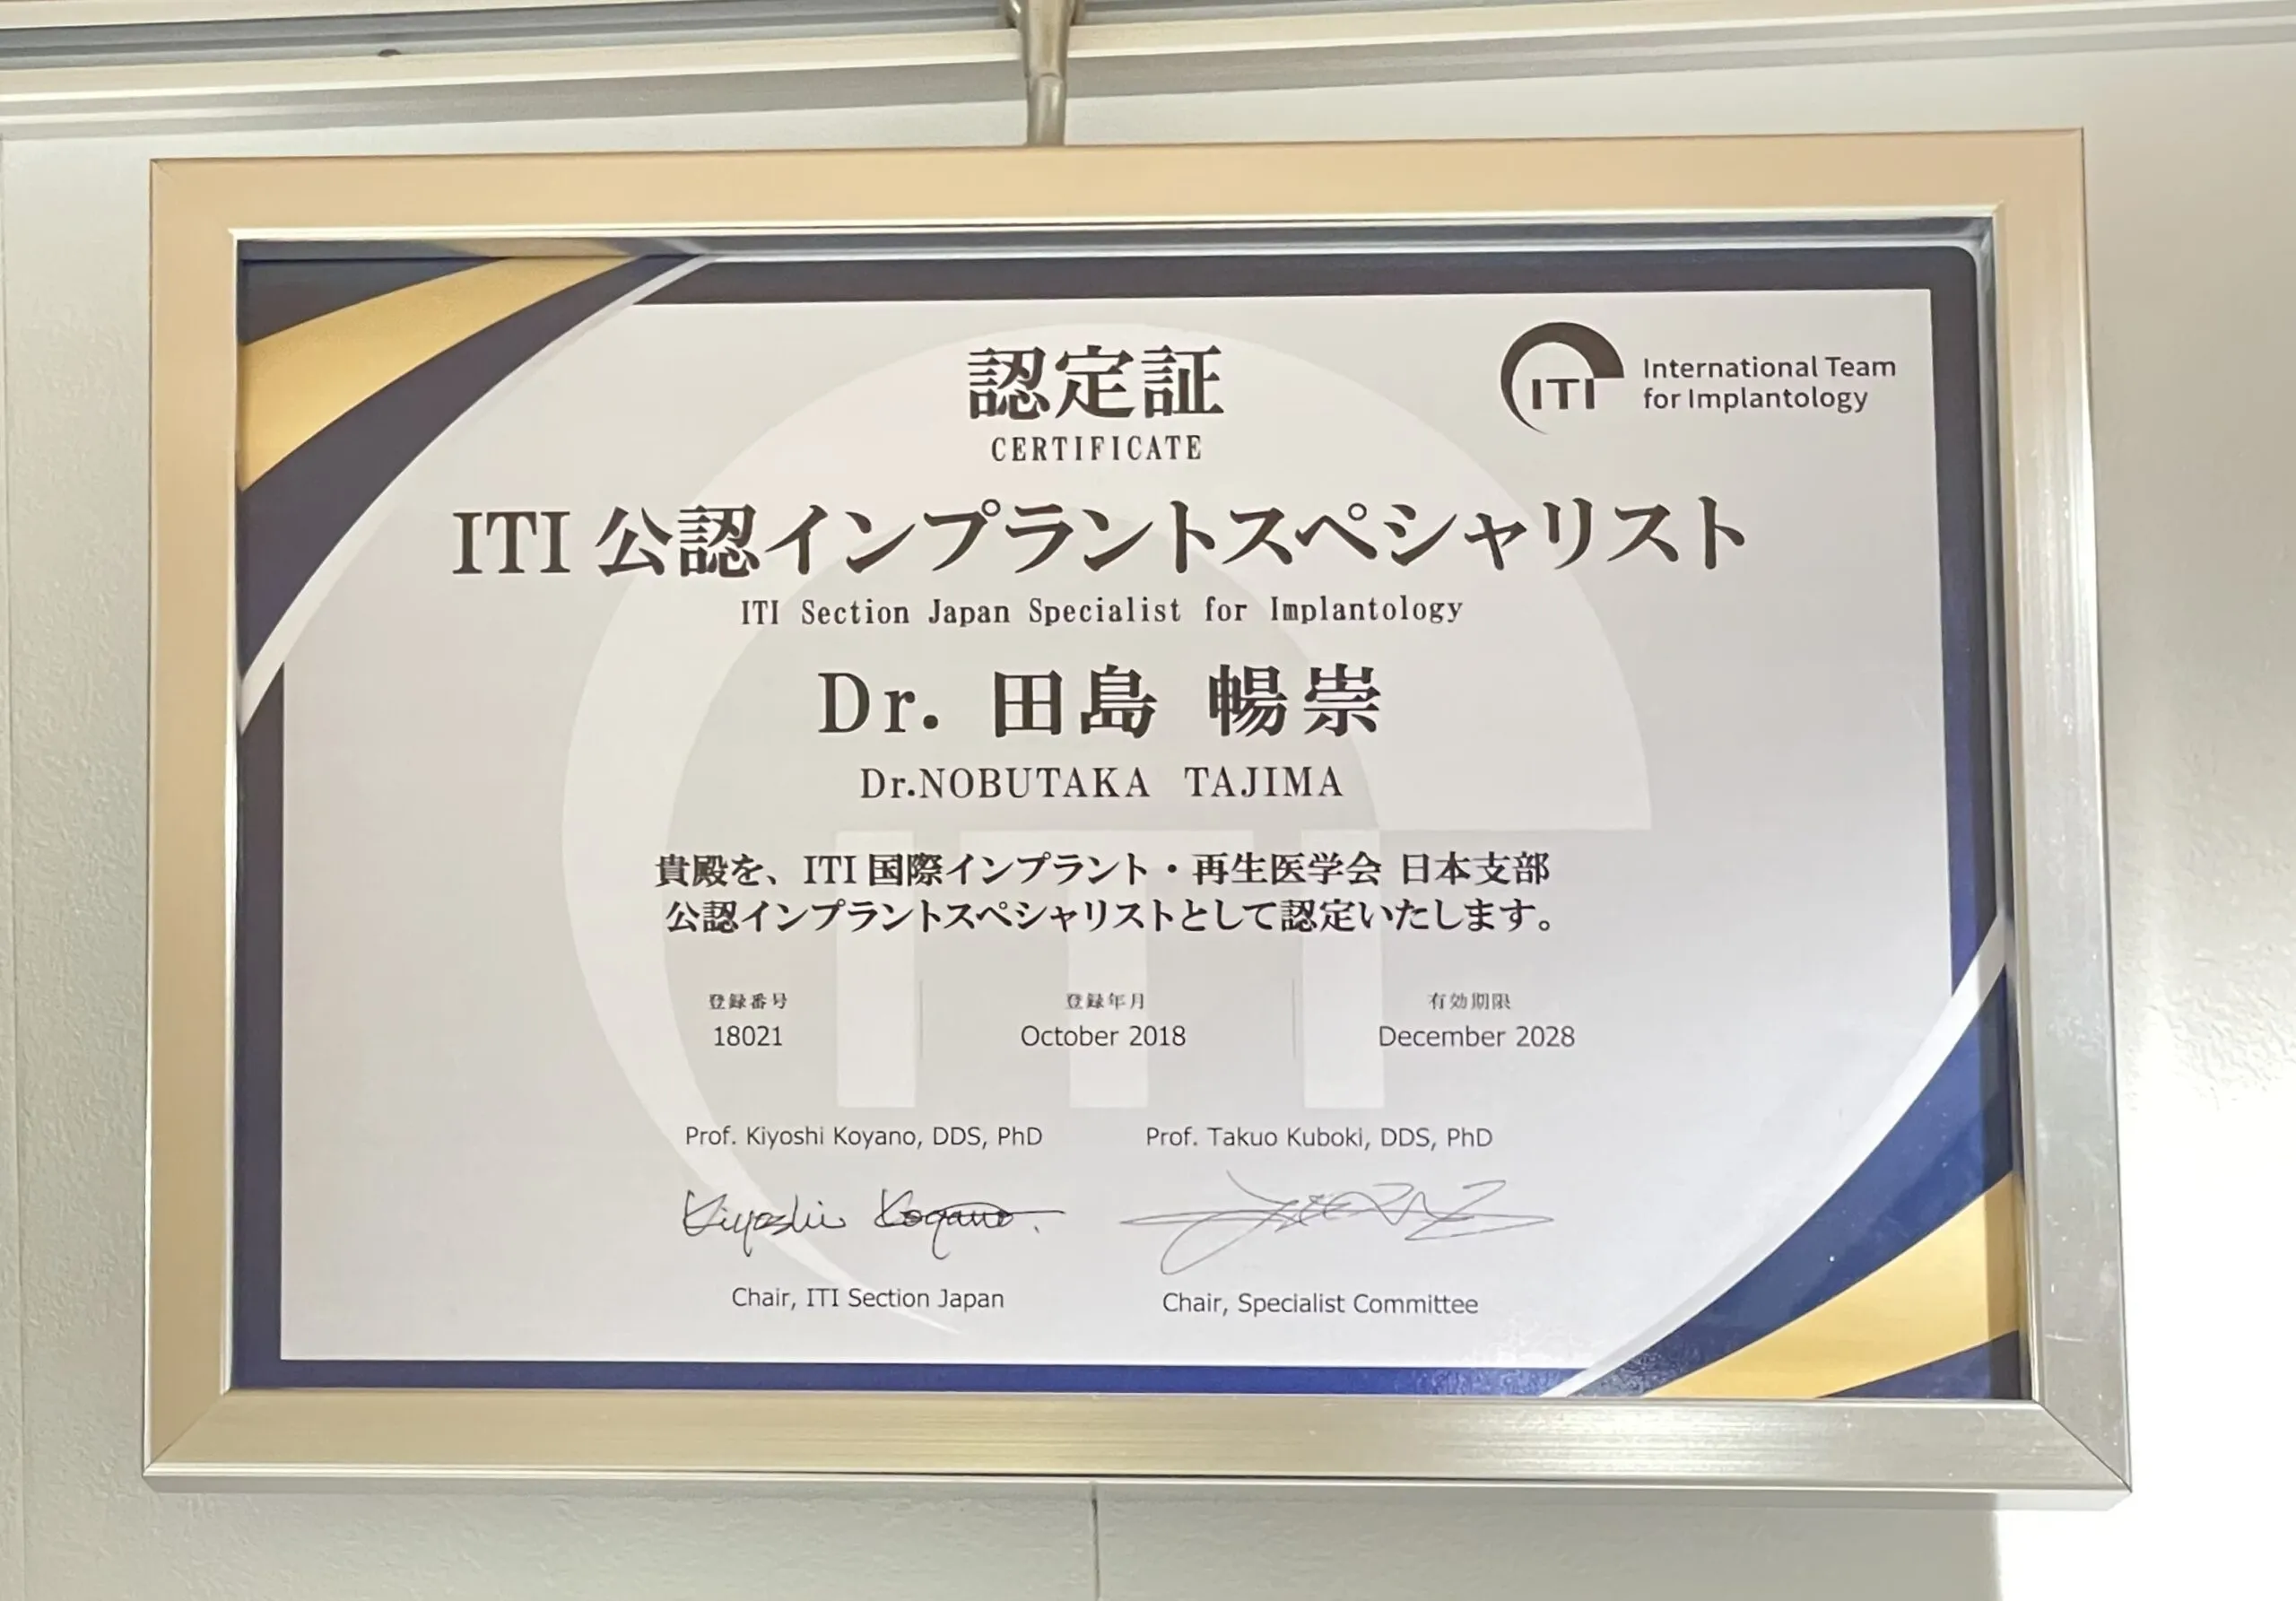 認定証
CERTIFICATE
ITI
International Team
for Implantology
ITI 公認インプラントスペシャリスト
ITI Section Japan Specialist for Implantology
Dr. 田島 暢崇
Dr.NOBUTAKA TAJIMA
貴殿を、ITI 国際インプラント・再生医学会 日本支部
公認インプラントスペシャリストとして認定いたします。
登録番号 登録年月 有効期限
18021 October 2018 December 2028
Prof. Kiyoshi Koyano, DDS, PhD Prof. Takuo Kuboki, DDS, PhD
Kiyoshi Koyano
Chair, ITI Section Japan Chair, Specialist Committee